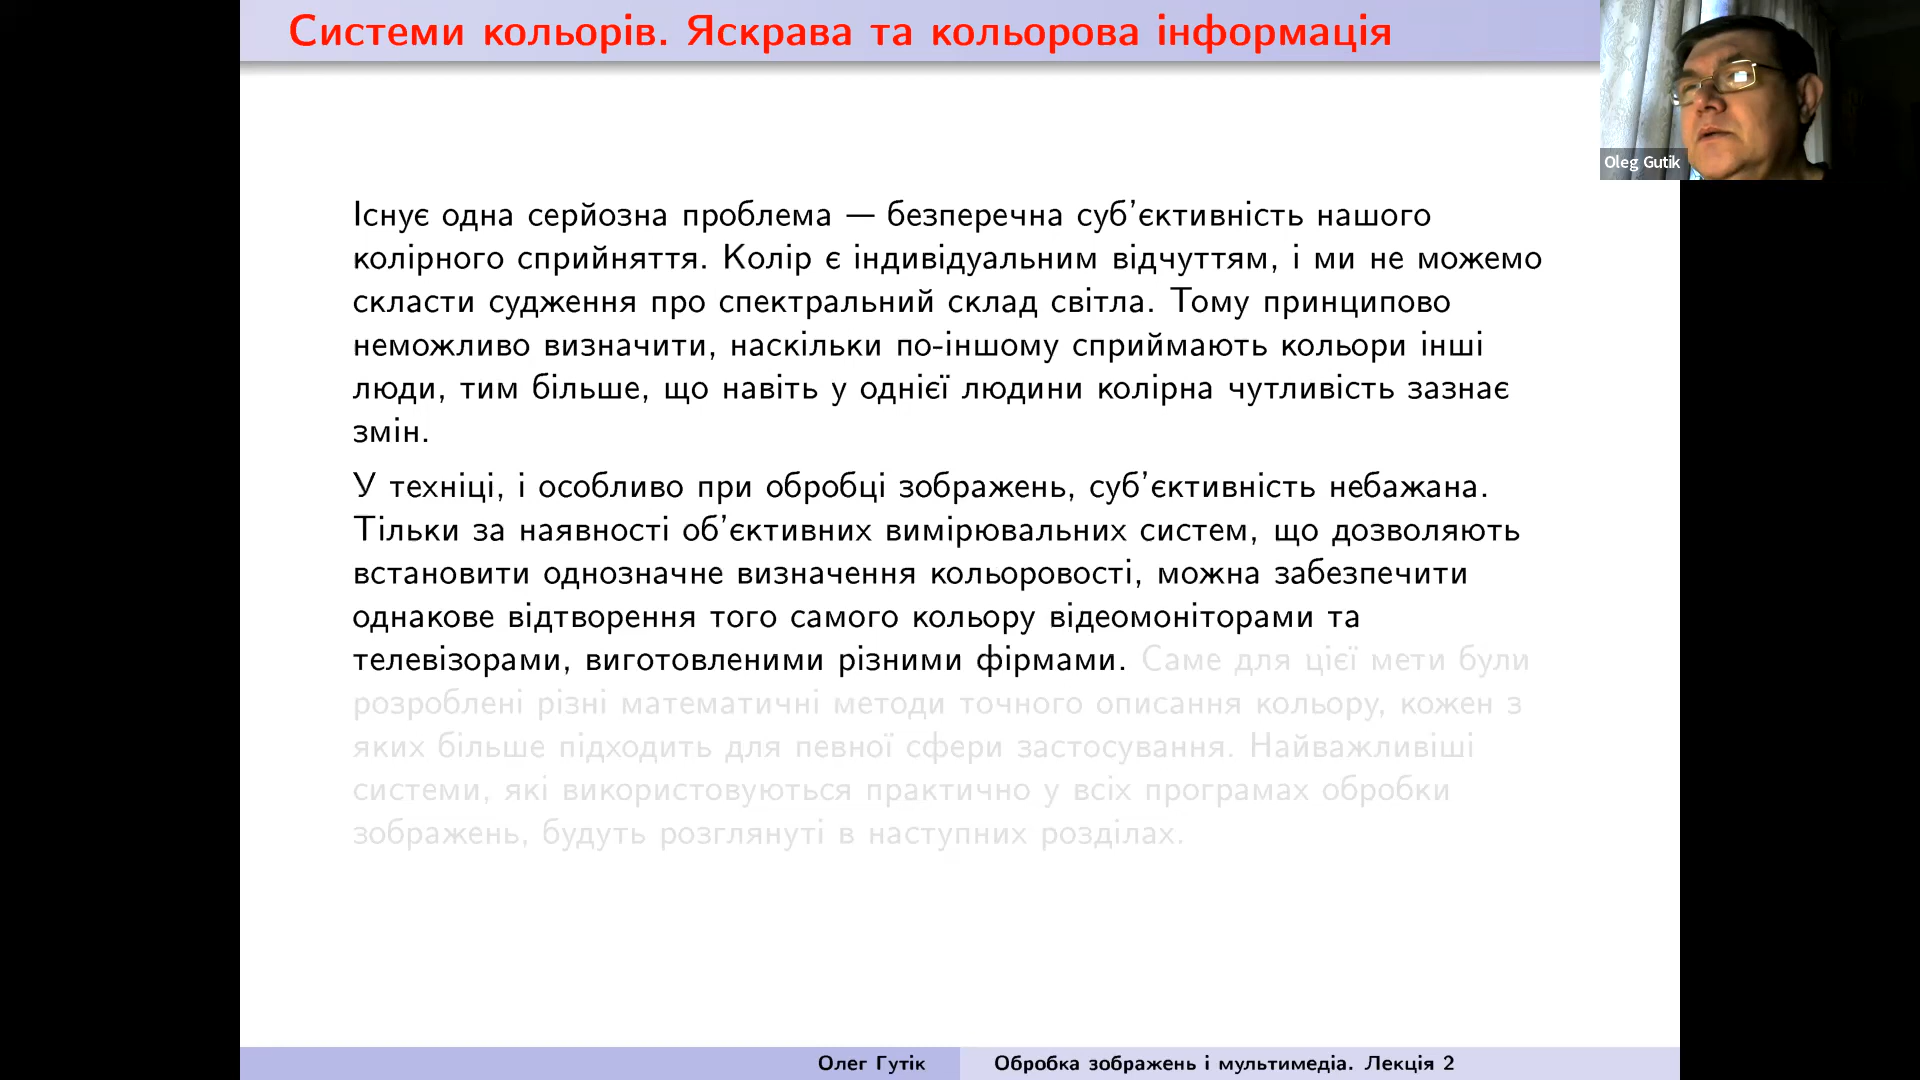 Системи кольорів. Яскрава та кольорова інформація
Oleg Gutik
Існує одна серйозна проблема — безперечна суб'єктивність нашого
колірного сприйняття. Колір є індивідуальним відчуттям, і ми не можемо
скласти судження про спектральний склад світла. Тому принципово
неможливо визначити, наскільки по-іншому сприймають кольори інші
люди, тим більше, що навіть у однієї людини колірна чутливість зазнає
змін.
У техніці, і особливо при обробці зображень, суб'єктивність небажана.
Тільки за наявності об'єктивних вимірювальних систем, що дозволяють
встановити однозначне визначення кольоровості, можна забезпечити
однакове відтворення того самого кольору відеомоніторами та
телевізорами, виготовленими різними фірмами. Саме для цієї мети були
розроблені різні математичні методи точного описання кольору, кожен з
яких більше підходить для певної сфери застосування. Найважливіші
системи, які використовуються практично у всіх програмах обробки
зображень, будуть розглянуті в наступних розділах.
Олег Гутік
Обробка зображень і мультимедіа. Лекція 2